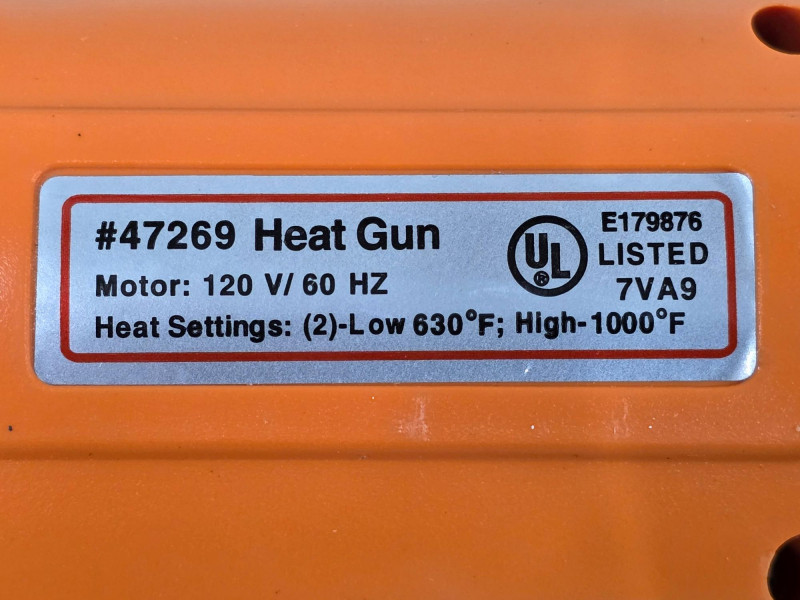 #47269 Heat Gun
Motor: 120 V/ 60 HZ
Heat Settings: (2)-Low 630°F; High-1000°F
UL®
E179876
LISTED
7VA9